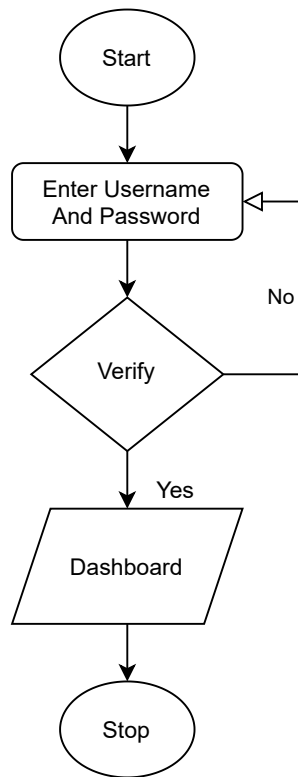 Start
Enter Username
And Password
No
Verify
Yes
Dashboard
Stop